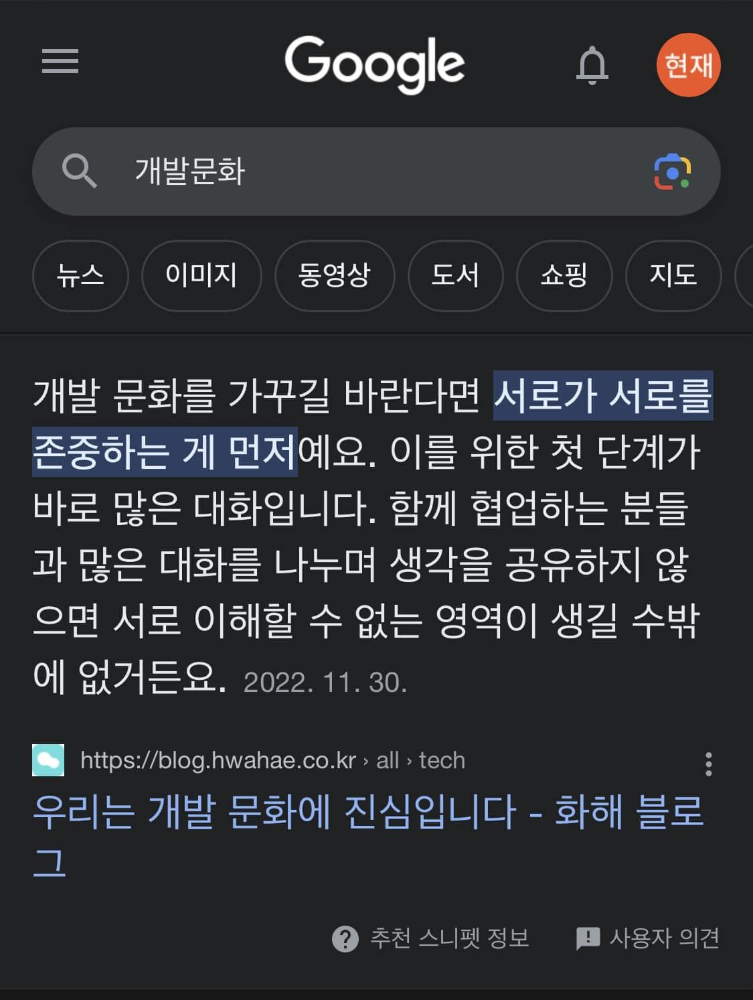 Google
현재
개발문화
뉴스 이미지 동영상 도서 쇼핑 지도
개발 문화를 가꾸길 바란다면 서로가 서로를
존중하는 게 먼저예요. 이를 위한 첫 단계가
바로 많은 대화입니다. 함께 협업하는 분들
과 많은 대화를 나누며 생각을 공유하지 않
으면 서로 이해할 수 없는 영역이 생길 수밖
에 없거든요. 2022. 11. 30.
https://blog.hwahae.co.kr › all › tech
우리는 개발 문화에 진심입니다 - 화해 블로
그
추천 스니펫 정보 사용자 의견